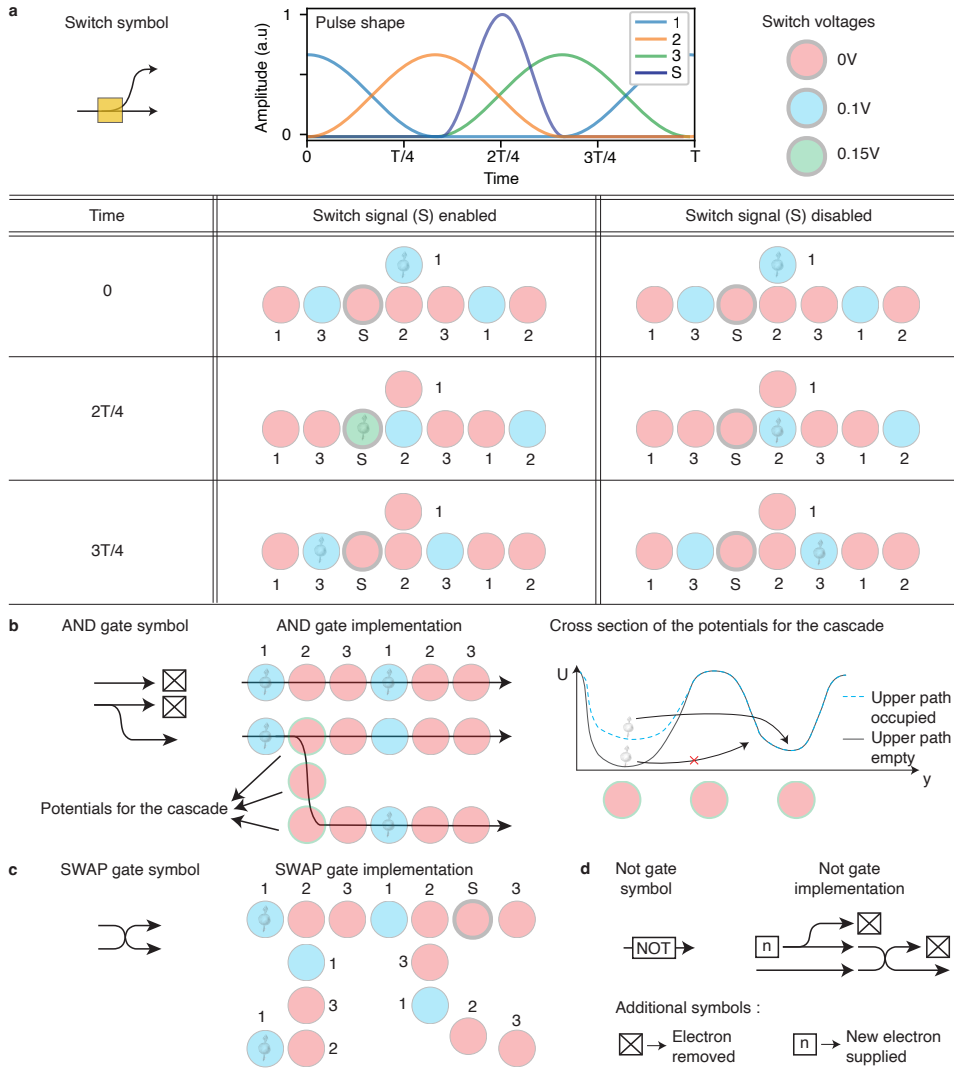 a
Switch symbol
Pulse shape
Switch voltages
Amplitude (a.u)
1
0
1
2
3
S
0
T/4
2T/4
3T/4
T
Time
0V
0.1V
0.15V
Time
Switch signal (S) enabled
Switch signal (S) disabled
0
1
1 3 S 2 3 1 2
1
1 3 S 2 3 1 2
2T/4
1
1 3 S 2 3 1 2
1
1 3 S 2 3 1 2
3T/4
1
1 3 S 2 3 1 2
1
1 3 S 2 3 1 2
b
AND gate symbol
AND gate implementation
Cross section of the potentials for the cascade
1 2 3 1 2 3
Potentials for the cascade
U
Upper path
occupied
Upper path
empty
y
c
SWAP gate symbol
SWAP gate implementation
1 2 3 1 2 S 3
1
3
3
1
1
2
2
3
d
Not gate
symbol
Not gate
implementation
NOT
n
Additional symbols :
Electron
removed
n
New electron
supplied